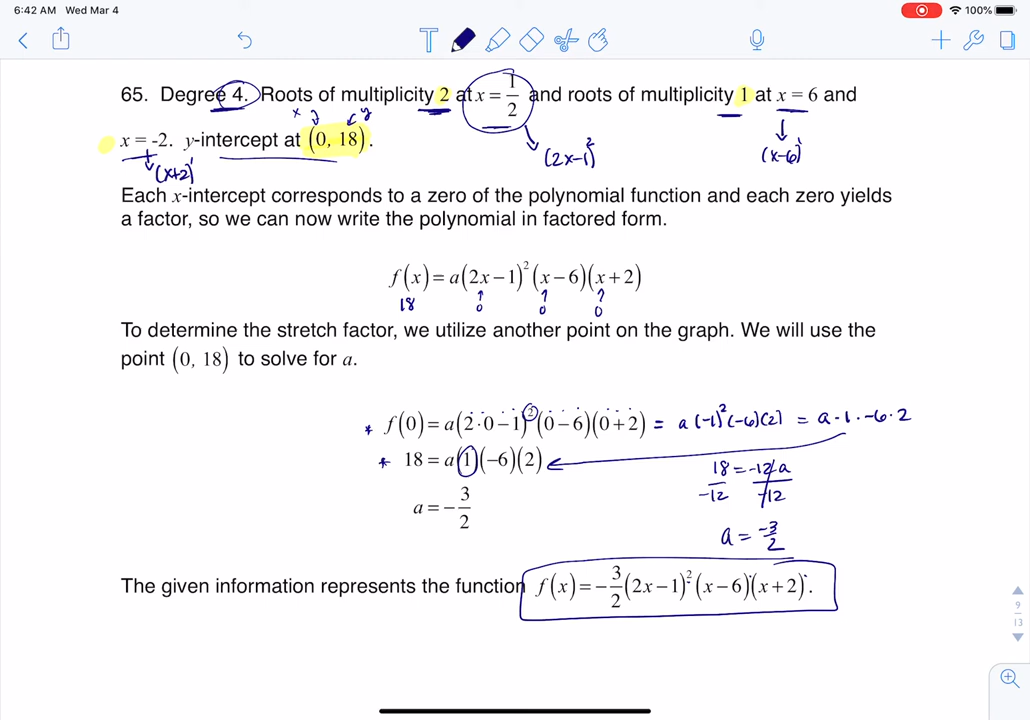 6:42 AM Wed Mar 4 100%
65. Degree 4. Roots of multiplicity 2 at x = 1/2 and roots of multiplicity 1 at x = 6 and
x y
x = -2. y-intercept at (0, 18).
(x+2)¹ (2x-1)² (x-6)¹
Each x-intercept corresponds to a zero of the polynomial function and each zero yields
a factor, so we can now write the polynomial in factored form.
f(x) = a(2x − 1)²(x − 6)(x + 2)
18 0 0 0
To determine the stretch factor, we utilize another point on the graph. We will use the
point (0, 18) to solve for a.
* f(0) = a(2·0 − 1)²(0 − 6)(0 + 2) = a(-1)²(-6)(2) = a·1·-6·2
* 18 = a(1)(−6)(2)
18 = -12a
-12 -12
a = −3/2
a = -3/2
The given information represents the function f(x) = −3/2(2x − 1)²(x − 6)(x + 2).
9
13